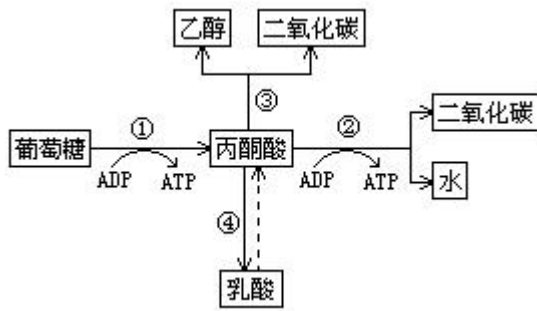 乙醇 二氧化碳
③
① ②
葡萄糖 丙酮酸 二氧化碳
ADP ATP ADP ATP
水
④
乳酸